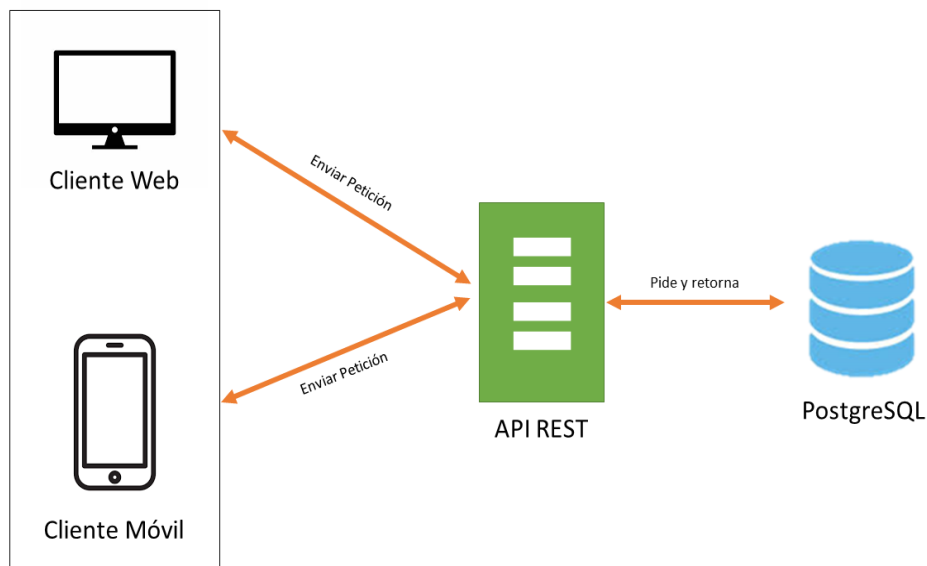 Cliente Web
Enviar Petición
Pide y retorna
Enviar Petición
API REST
PostgreSQL
Cliente Móvil